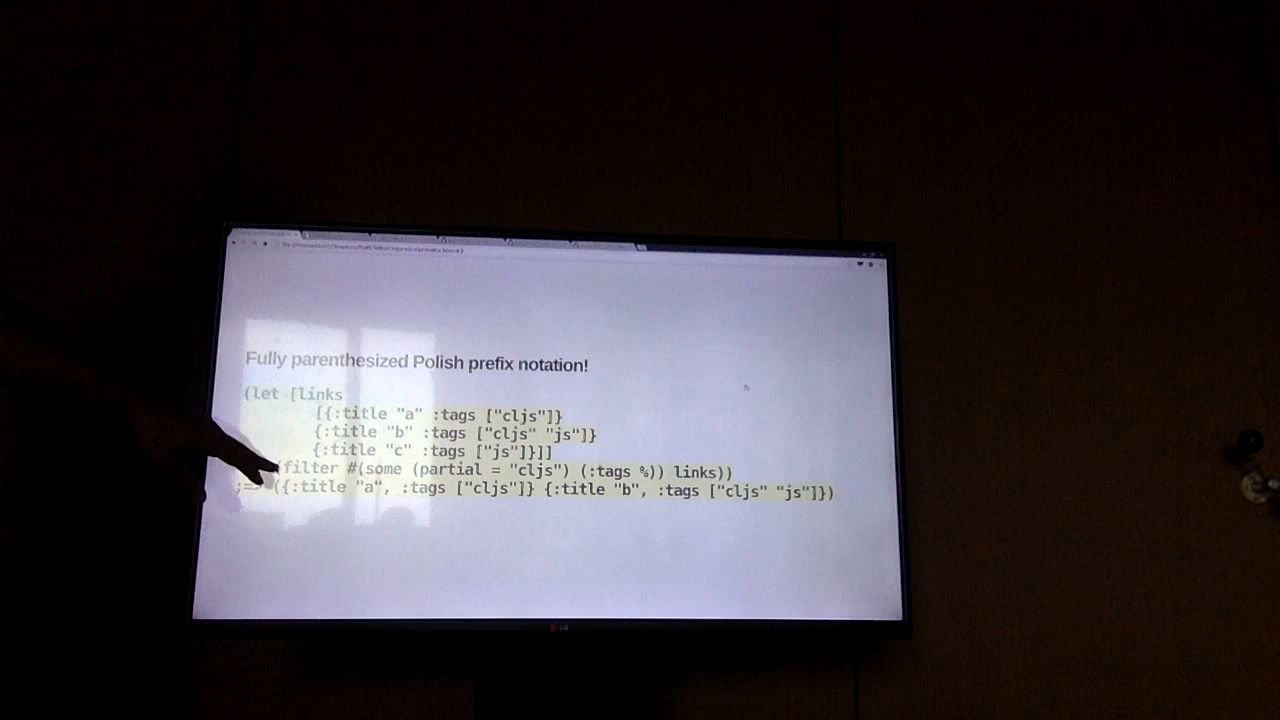 Fully parenthesized Polish prefix notation!
(let [links
[{:title "a" :tags ["cljs"]}
{:title "b" :tags ["cljs" "js"]}
{:title "c" :tags ["js"]}]]
(filter #(some (partial = "cljs") (:tags %)) links))
;=> ({:title "a", :tags ["cljs"]} {:title "b", :tags ["cljs" "js"]})
LG